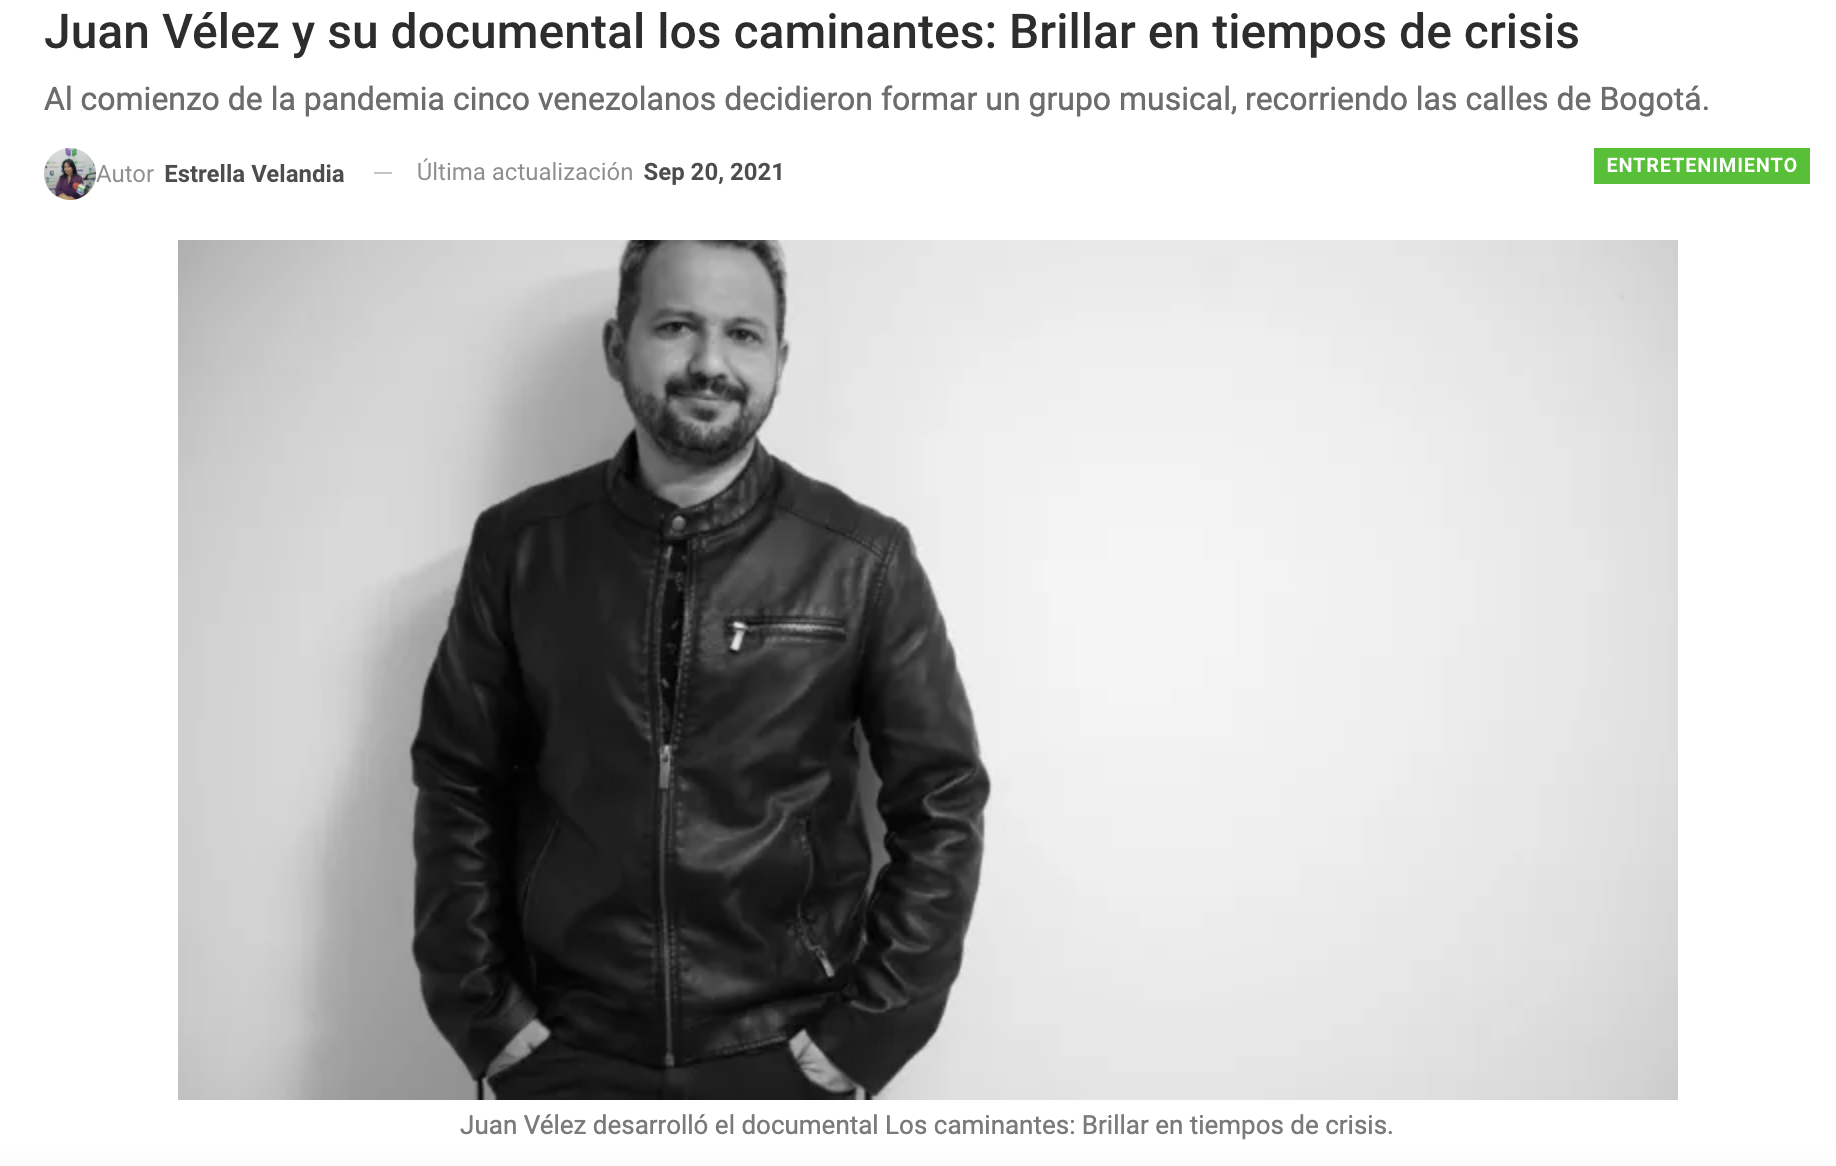 Juan Vélez y su documental los caminantes: Brillar en tiempos de crisis
Al comienzo de la pandemia cinco venezolanos decidieron formar un grupo musical, recorriendo las calles de Bogotá.
Autor Estrella Velandia — Última actualización Sep 20, 2021
ENTRETENIMIENTO
Juan Vélez desarrolló el documental Los caminantes: Brillar en tiempos de crisis.